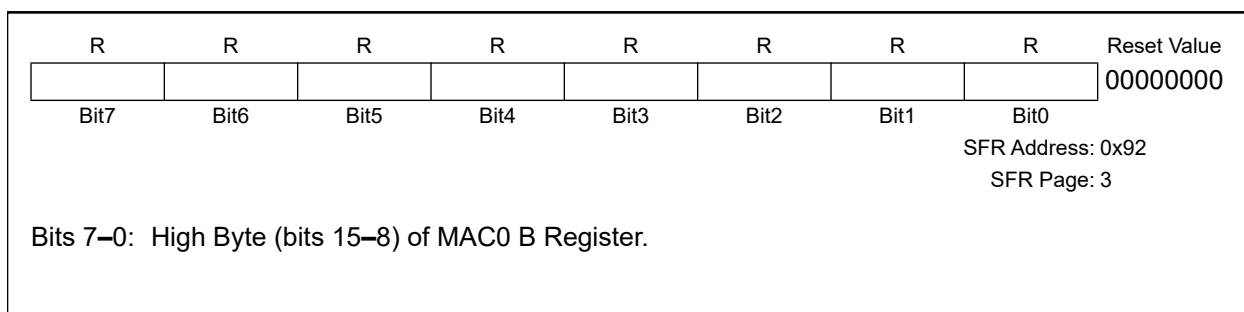 R R R R R R R R Reset Value
00000000
Bit7 Bit6 Bit5 Bit4 Bit3 Bit2 Bit1 Bit0
SFR Address: 0x92
SFR Page: 3
Bits 7–0: High Byte (bits 15–8) of MAC0 B Register.